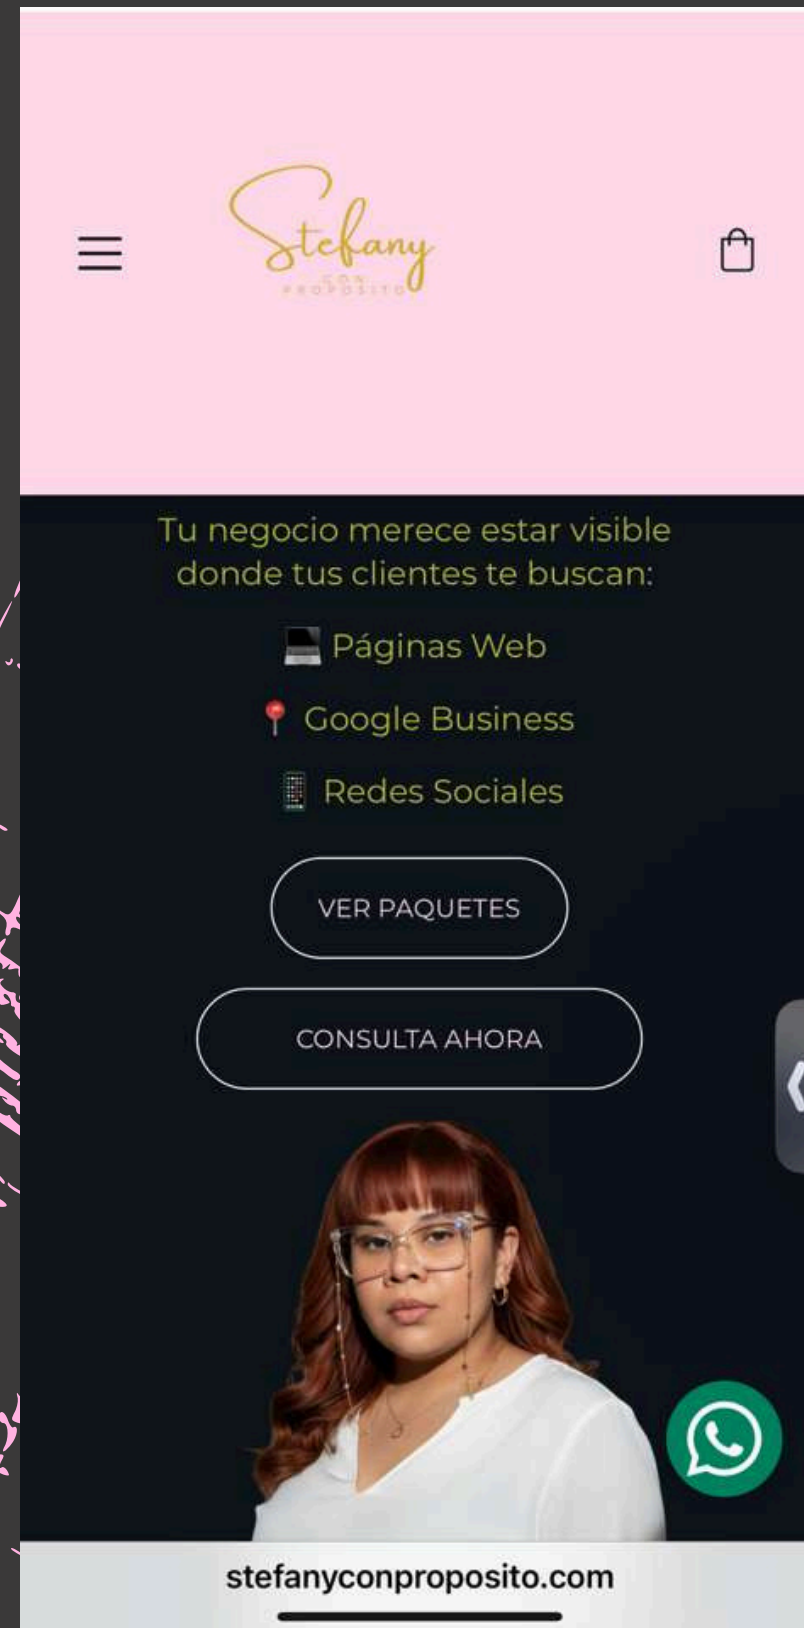 Stefany
CON
PROPOSITO
Tu negocio merece estar visible
donde tus clientes te buscan:
💻 Páginas Web
📍 Google Business
📱 Redes Sociales
VER PAQUETES
CONSULTA AHORA
stefanyconproposito.com